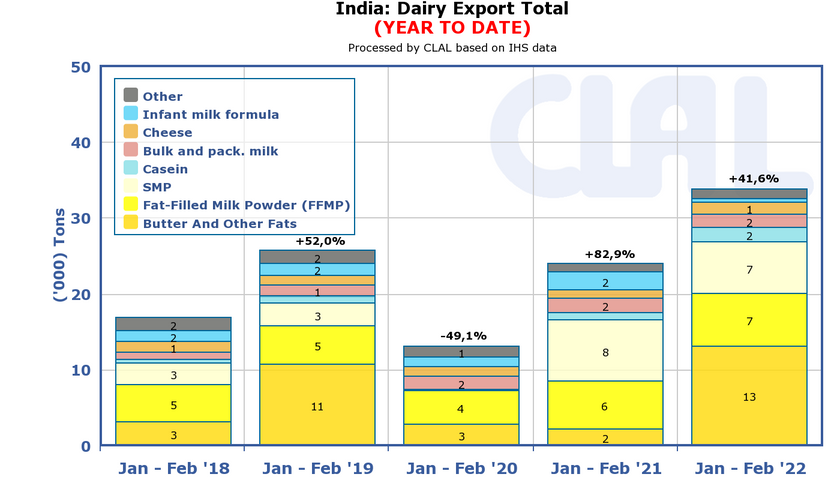 India: Dairy Export Total
(YEAR TO DATE)
Processed by CLAL based on IHS data
CLAL
('000) Tons
50
40
30
20
10
0
Other
Infant milk formula
Cheese
Bulk and pack. milk
Casein
SMP
Fat-Filled Milk Powder (FFMP)
Butter And Other Fats
2
2
1
3
5
3
+52,0%
2
2
1
3
5
11
-49,1%
1
2
4
3
+82,9%
2
2
8
6
2
+41,6%
1
2
2
7
7
13
Jan - Feb '18
Jan - Feb '19
Jan - Feb '20
Jan - Feb '21
Jan - Feb '22